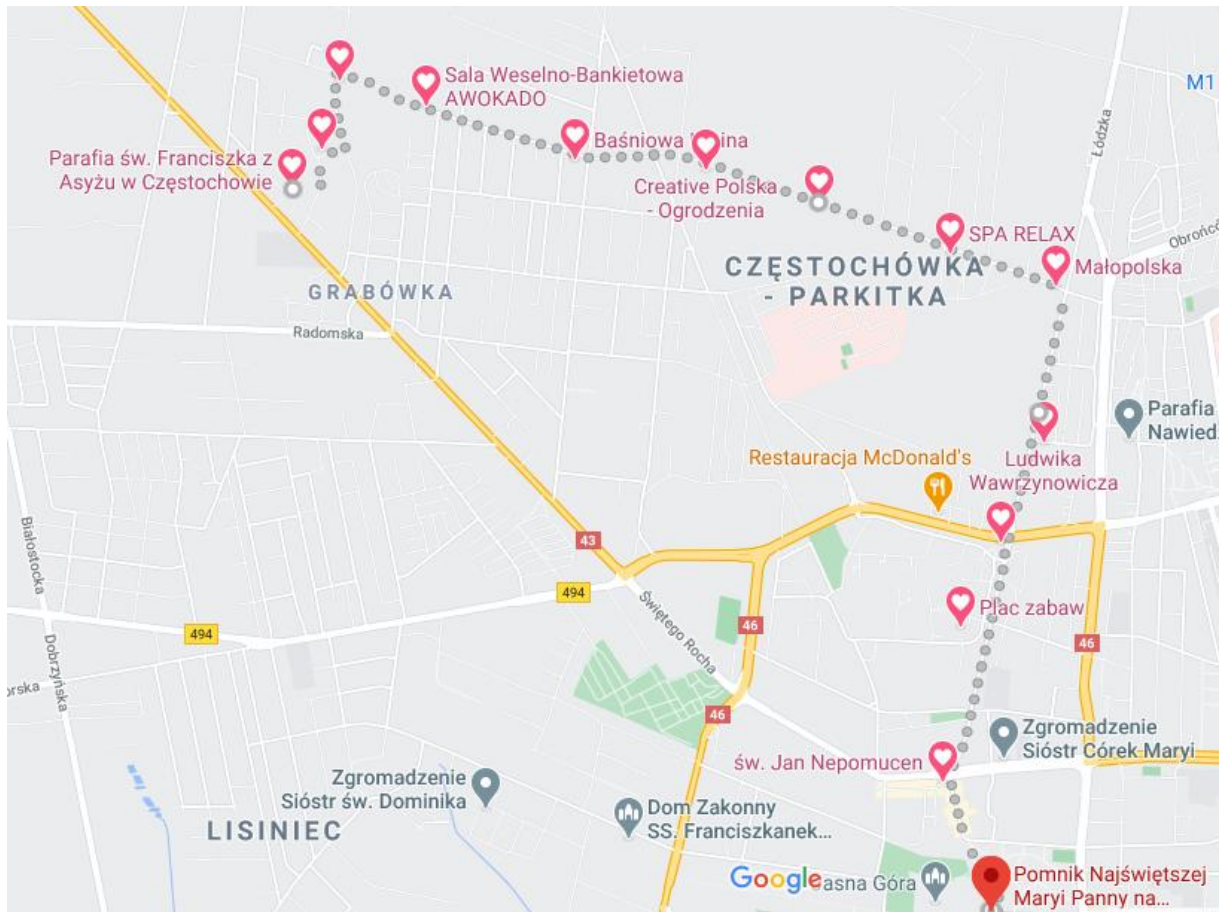 M1
Łódzka
Sala Weselno-Bankietowa
AWOKADO
Baśniowa
Parafia św. Franciszka z
Asyżu w Częstochowie
Creative Polska
- Ogrodzenia
SPA RELAX
Obrońcó
CZĘSTOCHÓWKA
- PARKITKA
Małopolska
GRABÓWKA
Radomska
Parafia
Nawied.
Restauracja McDonald's
Ludwika
Wawrzynowicza
43
494
Białostocka
Świętego Rocha
Plac zabaw
494
46
46
Dobrzyńska
orska
46
Zgromadzenie
Sióstr Córek Maryi
św. Jan Nepomucen
Zgromadzenie
Sióstr św. Dominika
Dom Zakonny
SS. Franciszkanek...
LISINIEC
Google
asna Góra
Pomnik Najświętszej
Maryi Panny na...